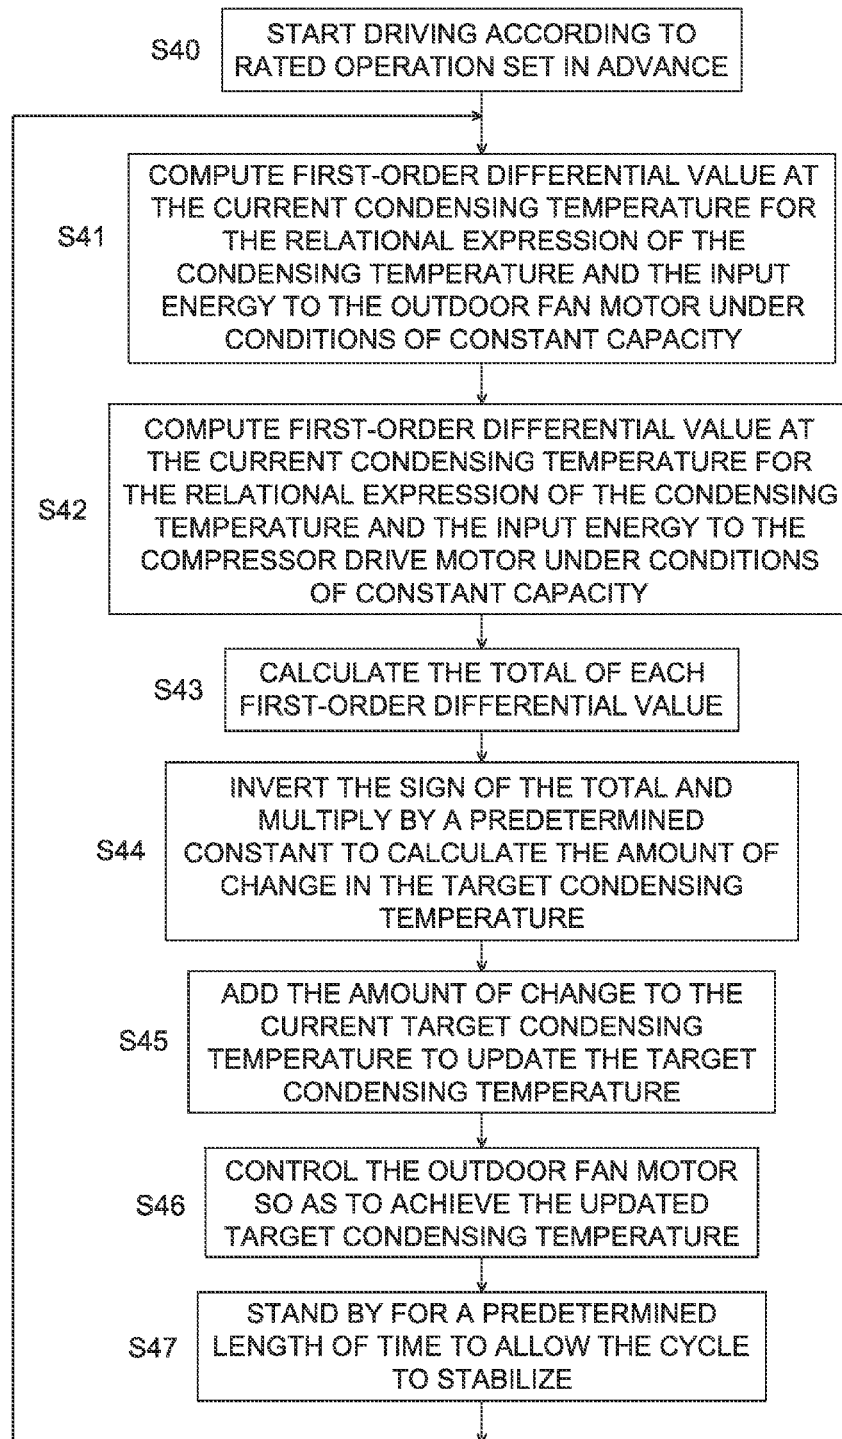 S40
START DRIVING ACCORDING TO
RATED OPERATION SET IN ADVANCE
S41
COMPUTE FIRST-ORDER DIFFERENTIAL VALUE AT
THE CURRENT CONDENSING TEMPERATURE FOR
THE RELATIONAL EXPRESSION OF THE
CONDENSING TEMPERATURE AND THE INPUT
ENERGY TO THE OUTDOOR FAN MOTOR UNDER
CONDITIONS OF CONSTANT CAPACITY
S42
COMPUTE FIRST-ORDER DIFFERENTIAL VALUE AT
THE CURRENT CONDENSING TEMPERATURE FOR
THE RELATIONAL EXPRESSION OF THE CONDENSING
TEMPERATURE AND THE INPUT ENERGY TO THE
COMPRESSOR DRIVE MOTOR UNDER CONDITIONS
OF CONSTANT CAPACITY
S43
CALCULATE THE TOTAL OF EACH
FIRST-ORDER DIFFERENTIAL VALUE
S44
INVERT THE SIGN OF THE TOTAL AND
MULTIPLY BY A PREDETERMINED
CONSTANT TO CALCULATE THE AMOUNT OF
CHANGE IN THE TARGET CONDENSING
TEMPERATURE
S45
ADD THE AMOUNT OF CHANGE TO THE
CURRENT TARGET CONDENSING
TEMPERATURE TO UPDATE THE TARGET
CONDENSING TEMPERATURE
S46
CONTROL THE OUTDOOR FAN MOTOR
SO AS TO ACHIEVE THE UPDATED
TARGET CONDENSING TEMPERATURE
S47
STAND BY FOR A PREDETERMINED
LENGTH OF TIME TO ALLOW THE CYCLE
TO STABILIZE